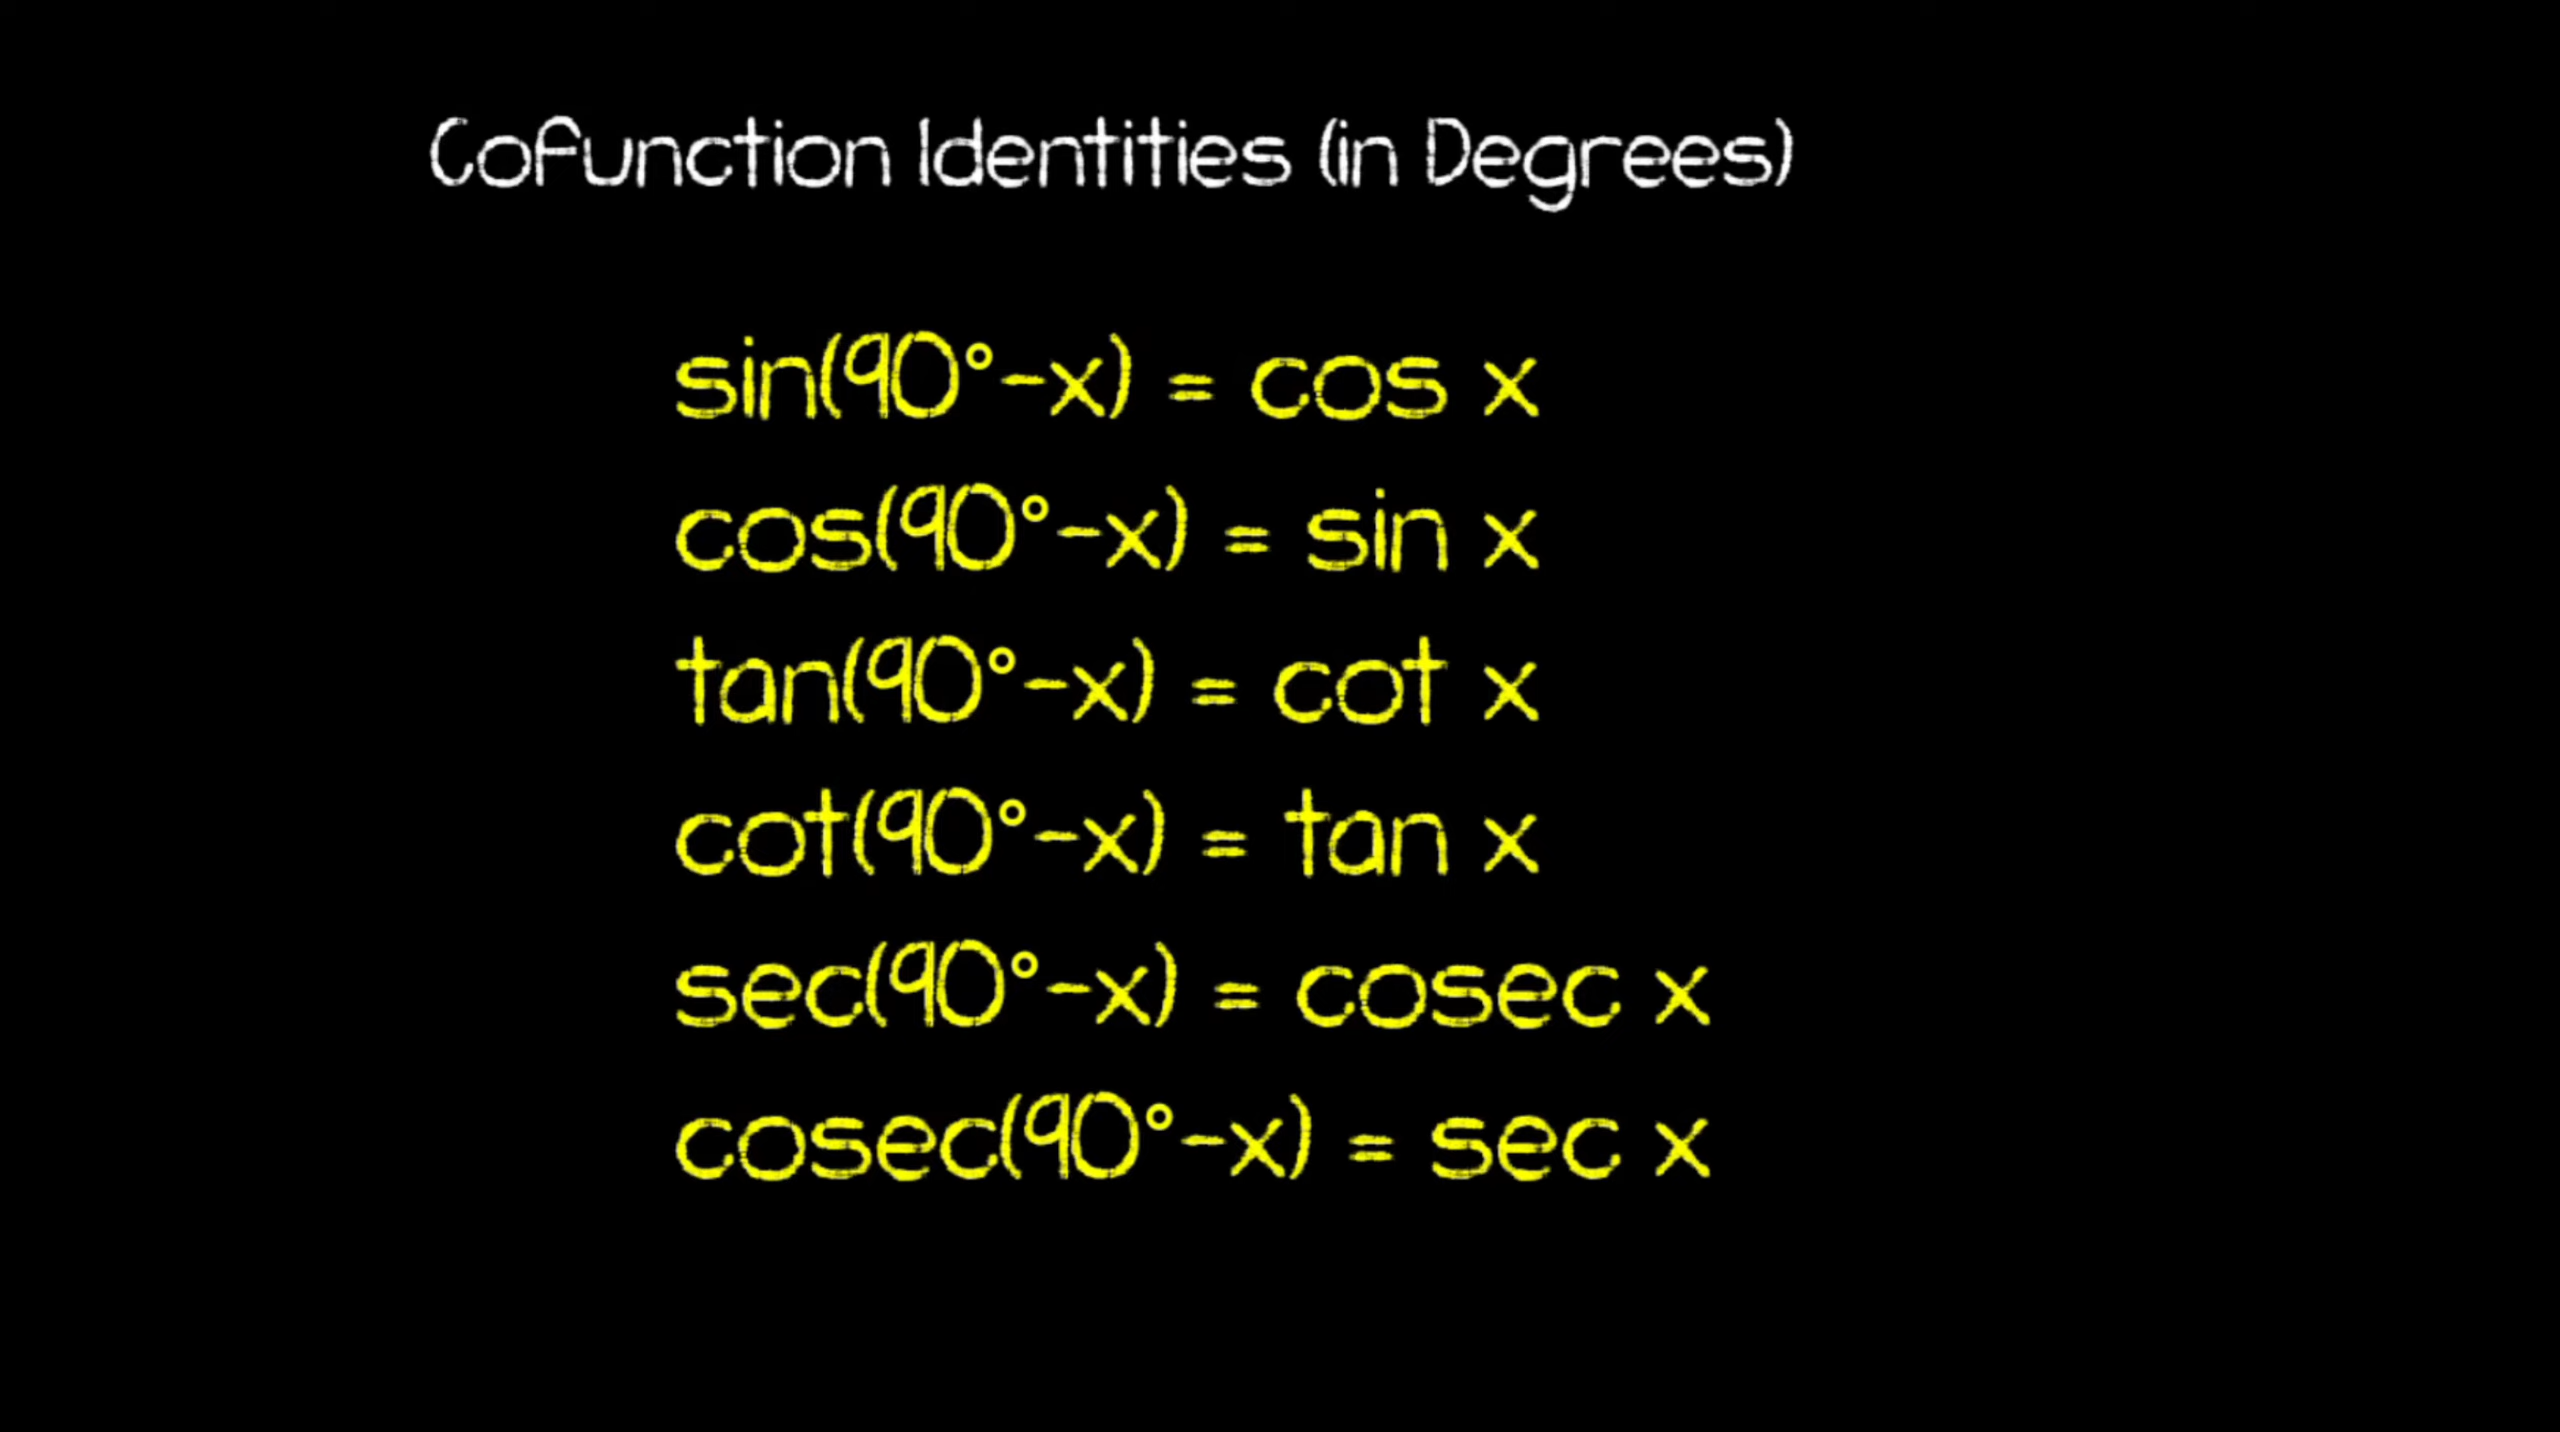 Cofunction Identities (in Degrees)
sin(90°-x) = cos x
cos(90°-x) = sin x
tan(90°-x) = cot x
cot(90°-x) = tan x
sec(90°-x) = cosec x
cosec(90°-x) = sec x